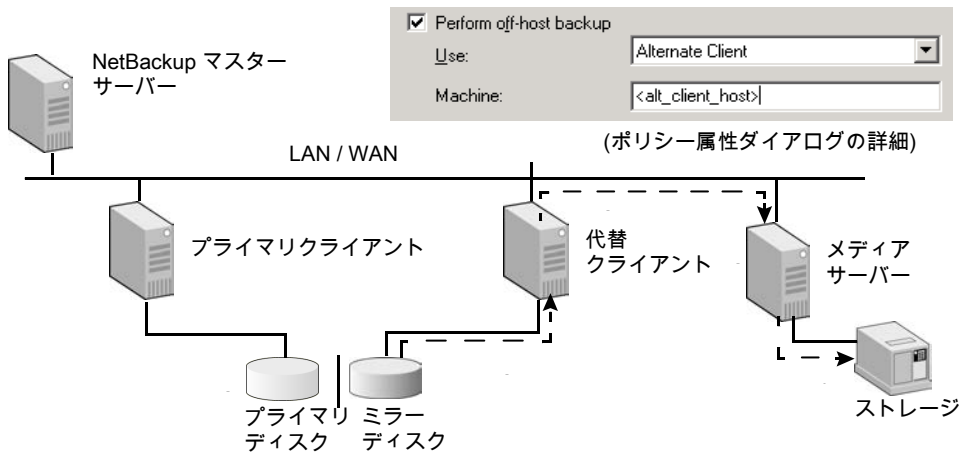 Perform off-host backup
Use:
Alternate Client
Machine:
<alt_client_host>
(ポリシー属性ダイアログの詳細)
NetBackup マスター
サーバー
LAN / WAN
プライマリクライアント
代替
クライアント
メディア
サーバー
プライマリ
ディスク
ミラー
ディスク
ストレージ